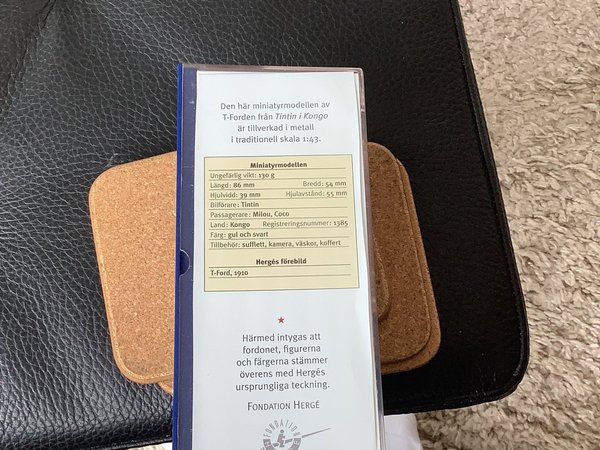 Den här miniatyrmodellen av
T-Forden från Tintin i Kongo
är tillverkad i metall
i traditionell skala 1:43.
Miniatyrmodellen
Ungefärlig vikt: 130 g
Längd: 86 mm Bredd: 54 mm
Hjulvidd: 39 mm Hjulavstånd: 55 mm
Bilförare: Tintin
Passagerare: Milou, Coco
Land: Kongo Registreringsnummer: 1385
Färg: gul och svart
Tillbehör: sufflett, kamera, väskor, koffert
Hergés förebild
T-Ford, 1910
Härmed intygas att
fordonet, figurerna
och färgerna stämmer
överens med Hergés
ursprungliga teckning.
FONDATION HERGÉ
FONDATION